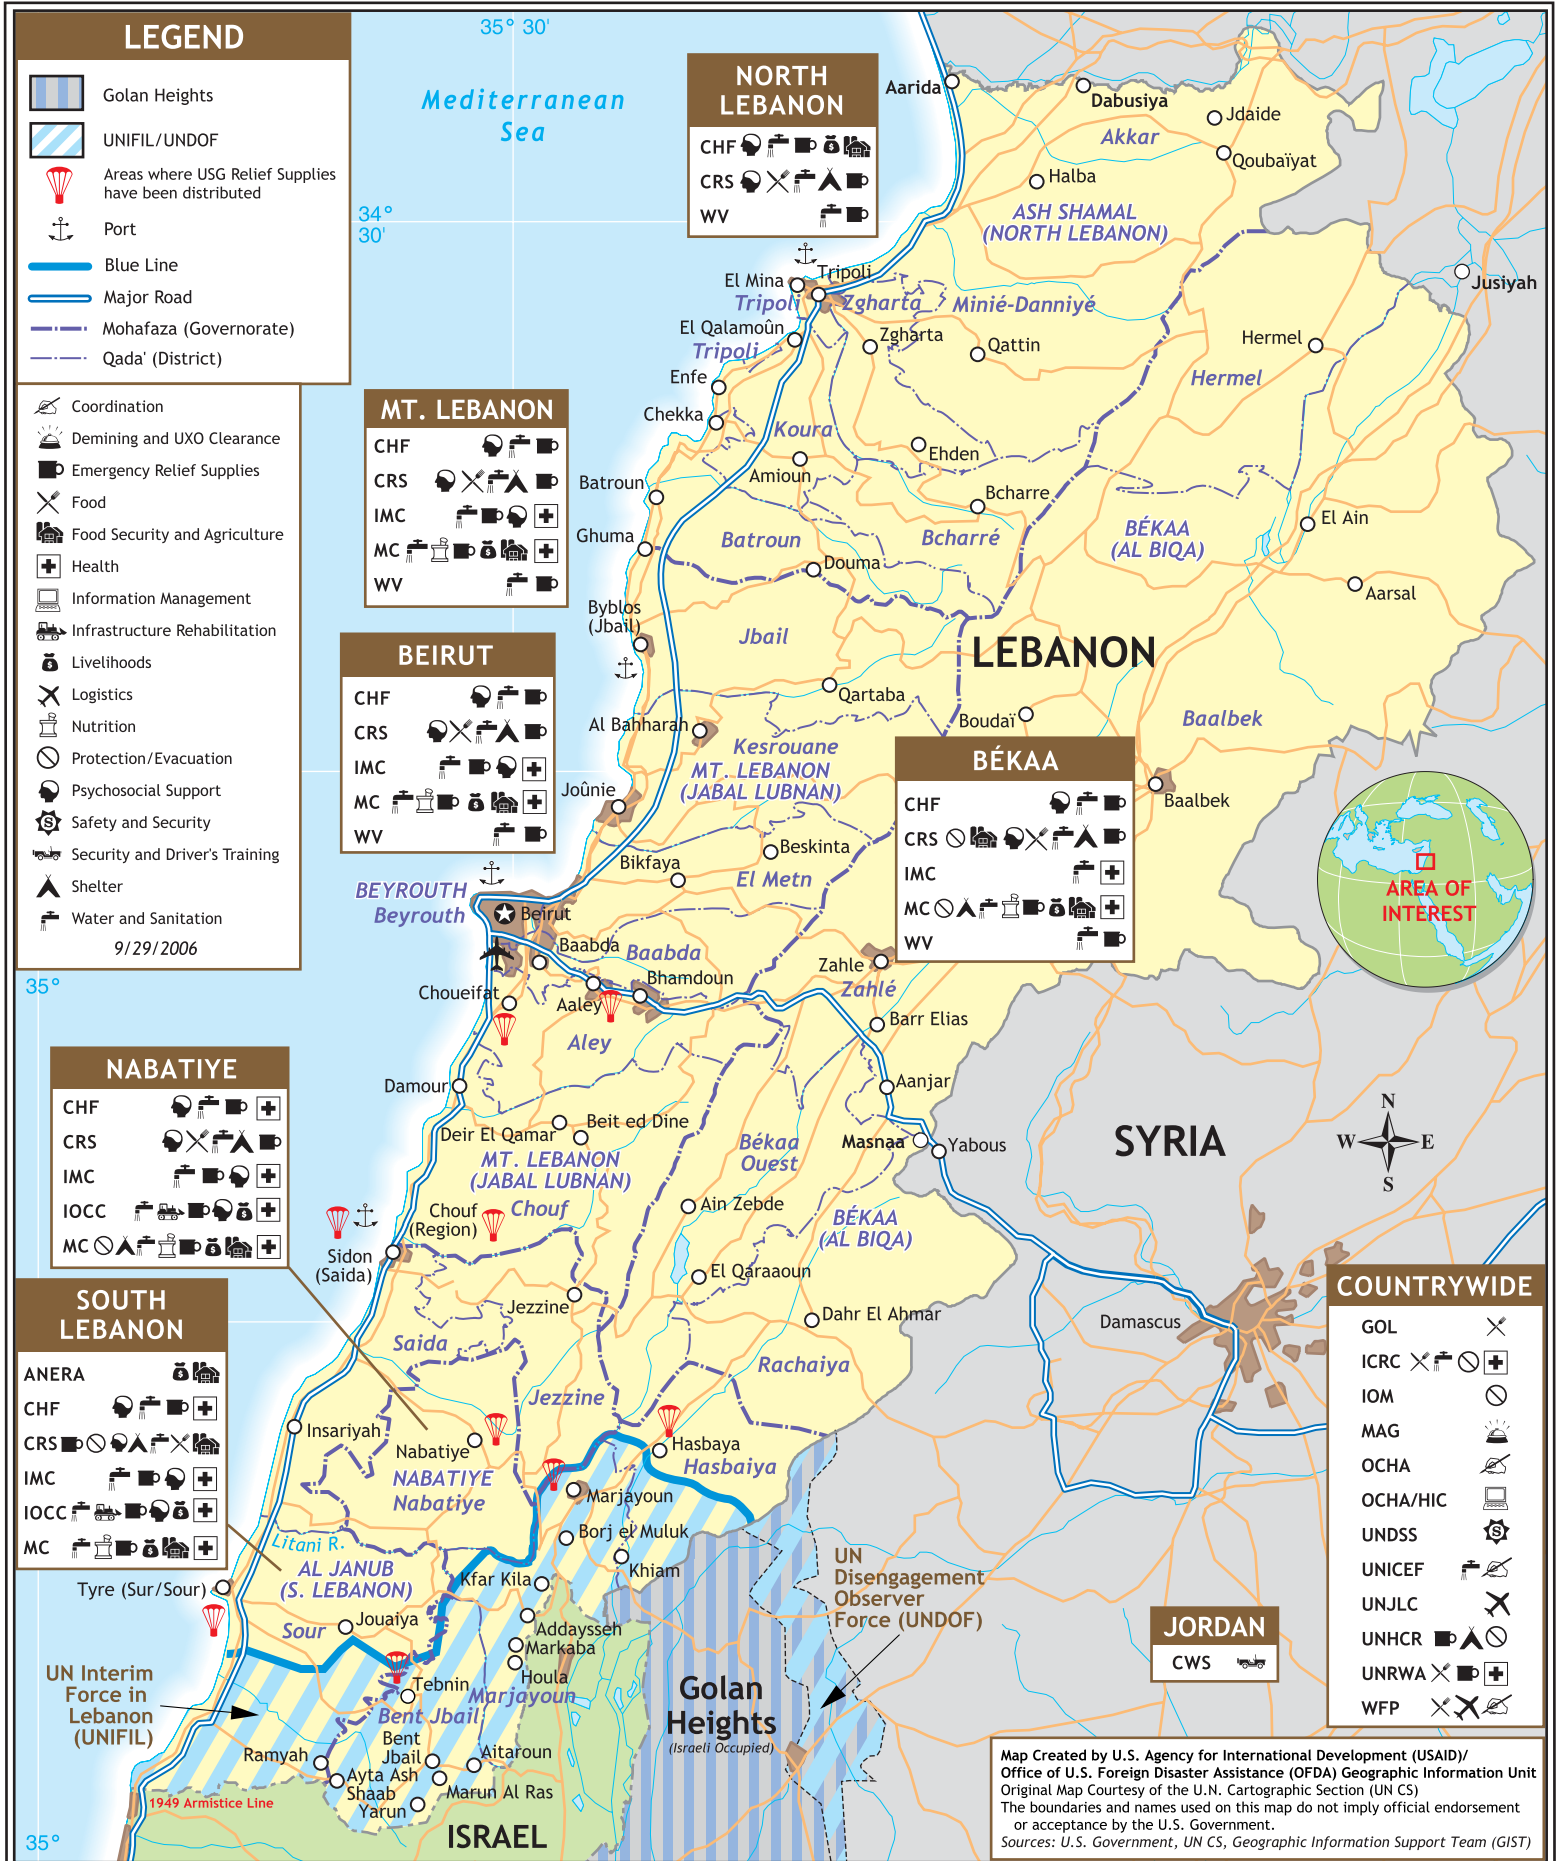 LEGEND
Golan Heights
UNIFIL/UNDOF
Areas where USG Relief Supplies
have been distributed
Port
Blue Line
Major Road
Mohafaza (Governorate)
Qada' (District)
Coordination
Demining and UXO Clearance
Emergency Relief Supplies
Food
Food Security and Agriculture
Health
Information Management
Infrastructure Rehabilitation
Livelihoods
Logistics
Nutrition
Protection/Evacuation
Psychosocial Support
Safety and Security
Security and Driver's Training
Shelter
Water and Sanitation
9/29/2006
35° 30'
Mediterranean
Sea
34°
30'
35°
35°
NORTH
LEBANON
CHF
CRS
WV
MT. LEBANON
CHF
CRS
IMC
MC
WV
BEIRUT
CHF
CRS
IMC
MC
WV
BÉKAA
CHF
CRS
IMC
MC
WV
NABATIYE
CHF
CRS
IMC
IOCC
MC
SOUTH
LEBANON
ANERA
CHF
CRS
IMC
IOCC
MC
COUNTRYWIDE
GOL
ICRC
IOM
MAG
OCHA
OCHA/HIC
UNDSS
UNICEF
UNJLC
UNHCR
UNRWA
WFP
JORDAN
CWS
AREA OF
INTEREST
N
W
E
S
Aarida
Dabusiya
Jdaide
Akkar
Qoubaïyat
Halba
ASH SHAMAL
(NORTH LEBANON)
Jusiyah
El Mina
Tripoli
Tripoli
Zgharta
Minié-Danniyé
El Qalamoûn
Tripoli
Zgharta
Qattin
Hermel
Hermel
Enfe
Chekka
Koura
Ehden
Amioun
Batroun
Bcharre
El Ain
Ghuma
Batroun
Bcharré
BÉKAA
(AL BIQA)
Douma
Aarsal
Byblos
(Jbail)
Jbail
LEBANON
Qartaba
Boudaï
Baalbek
Al Bahharah
Kesrouane
MT. LEBANON
(JABAL LUBNAN)
Baalbek
Joûnie
Beskinta
Bikfaya
El Metn
BEYROUTH
Beyrouth
Beirut
Baabda
Baabda
Bhamdoun
Zahle
Zahlé
Choueifat
Aaley
Barr Elias
Aley
Damour
Aanjar
Beit ed Dine
Deir El Qamar
Békaa
Ouest
Masnaa
Yabous
SYRIA
MT. LEBANON
(JABAL LUBNAN)
Chouf
Chouf
(Region)
Ain Zebde
BÉKAA
(AL BIQA)
Sidon
(Saida)
El Qaraaoun
Jezzine
Dahr El Ahmar
Damascus
Saida
Rachaiya
Jezzine
Insariyah
Nabatiye
Hasbaya
Hasbaiya
NABATIYE
Nabatiye
Marjayoun
Litani R.
Borj el Muluk
AL JANUB
(S. LEBANON)
Khiam
Kfar Kila
Tyre (Sur/Sour)
Jouaiya
Sour
Addaysseh
Markaba
Houla
Tebnin
Marjayoun
Bent Jbail
UN Interim
Force in
Lebanon
(UNIFIL)
UN
Disengagement
Observer
Force (UNDOF)
Golan
Heights
(Israeli Occupied)
Bent
Jbail
Ramyah
Aitaroun
Ayta Ash
Shaab
Marun Al Ras
Yarun
1949 Armistice Line
ISRAEL
Map Created by U.S. Agency for International Development (USAID)/
Office of U.S. Foreign Disaster Assistance (OFDA) Geographic Information Unit
Original Map Courtesy of the U.N. Cartographic Section (UN CS)
The boundaries and names used on this map do not imply official endorsement
or acceptance by the U.S. Government.
Sources: U.S. Government, UN CS, Geographic Information Support Team (GIST)